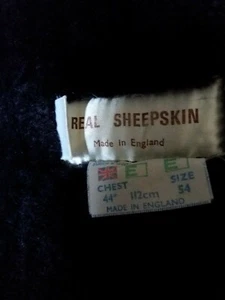 REAL SHEEPSKIN
Made in England
E E
CHEST SIZE
44" 112cm 54
MADE IN ENGLAND